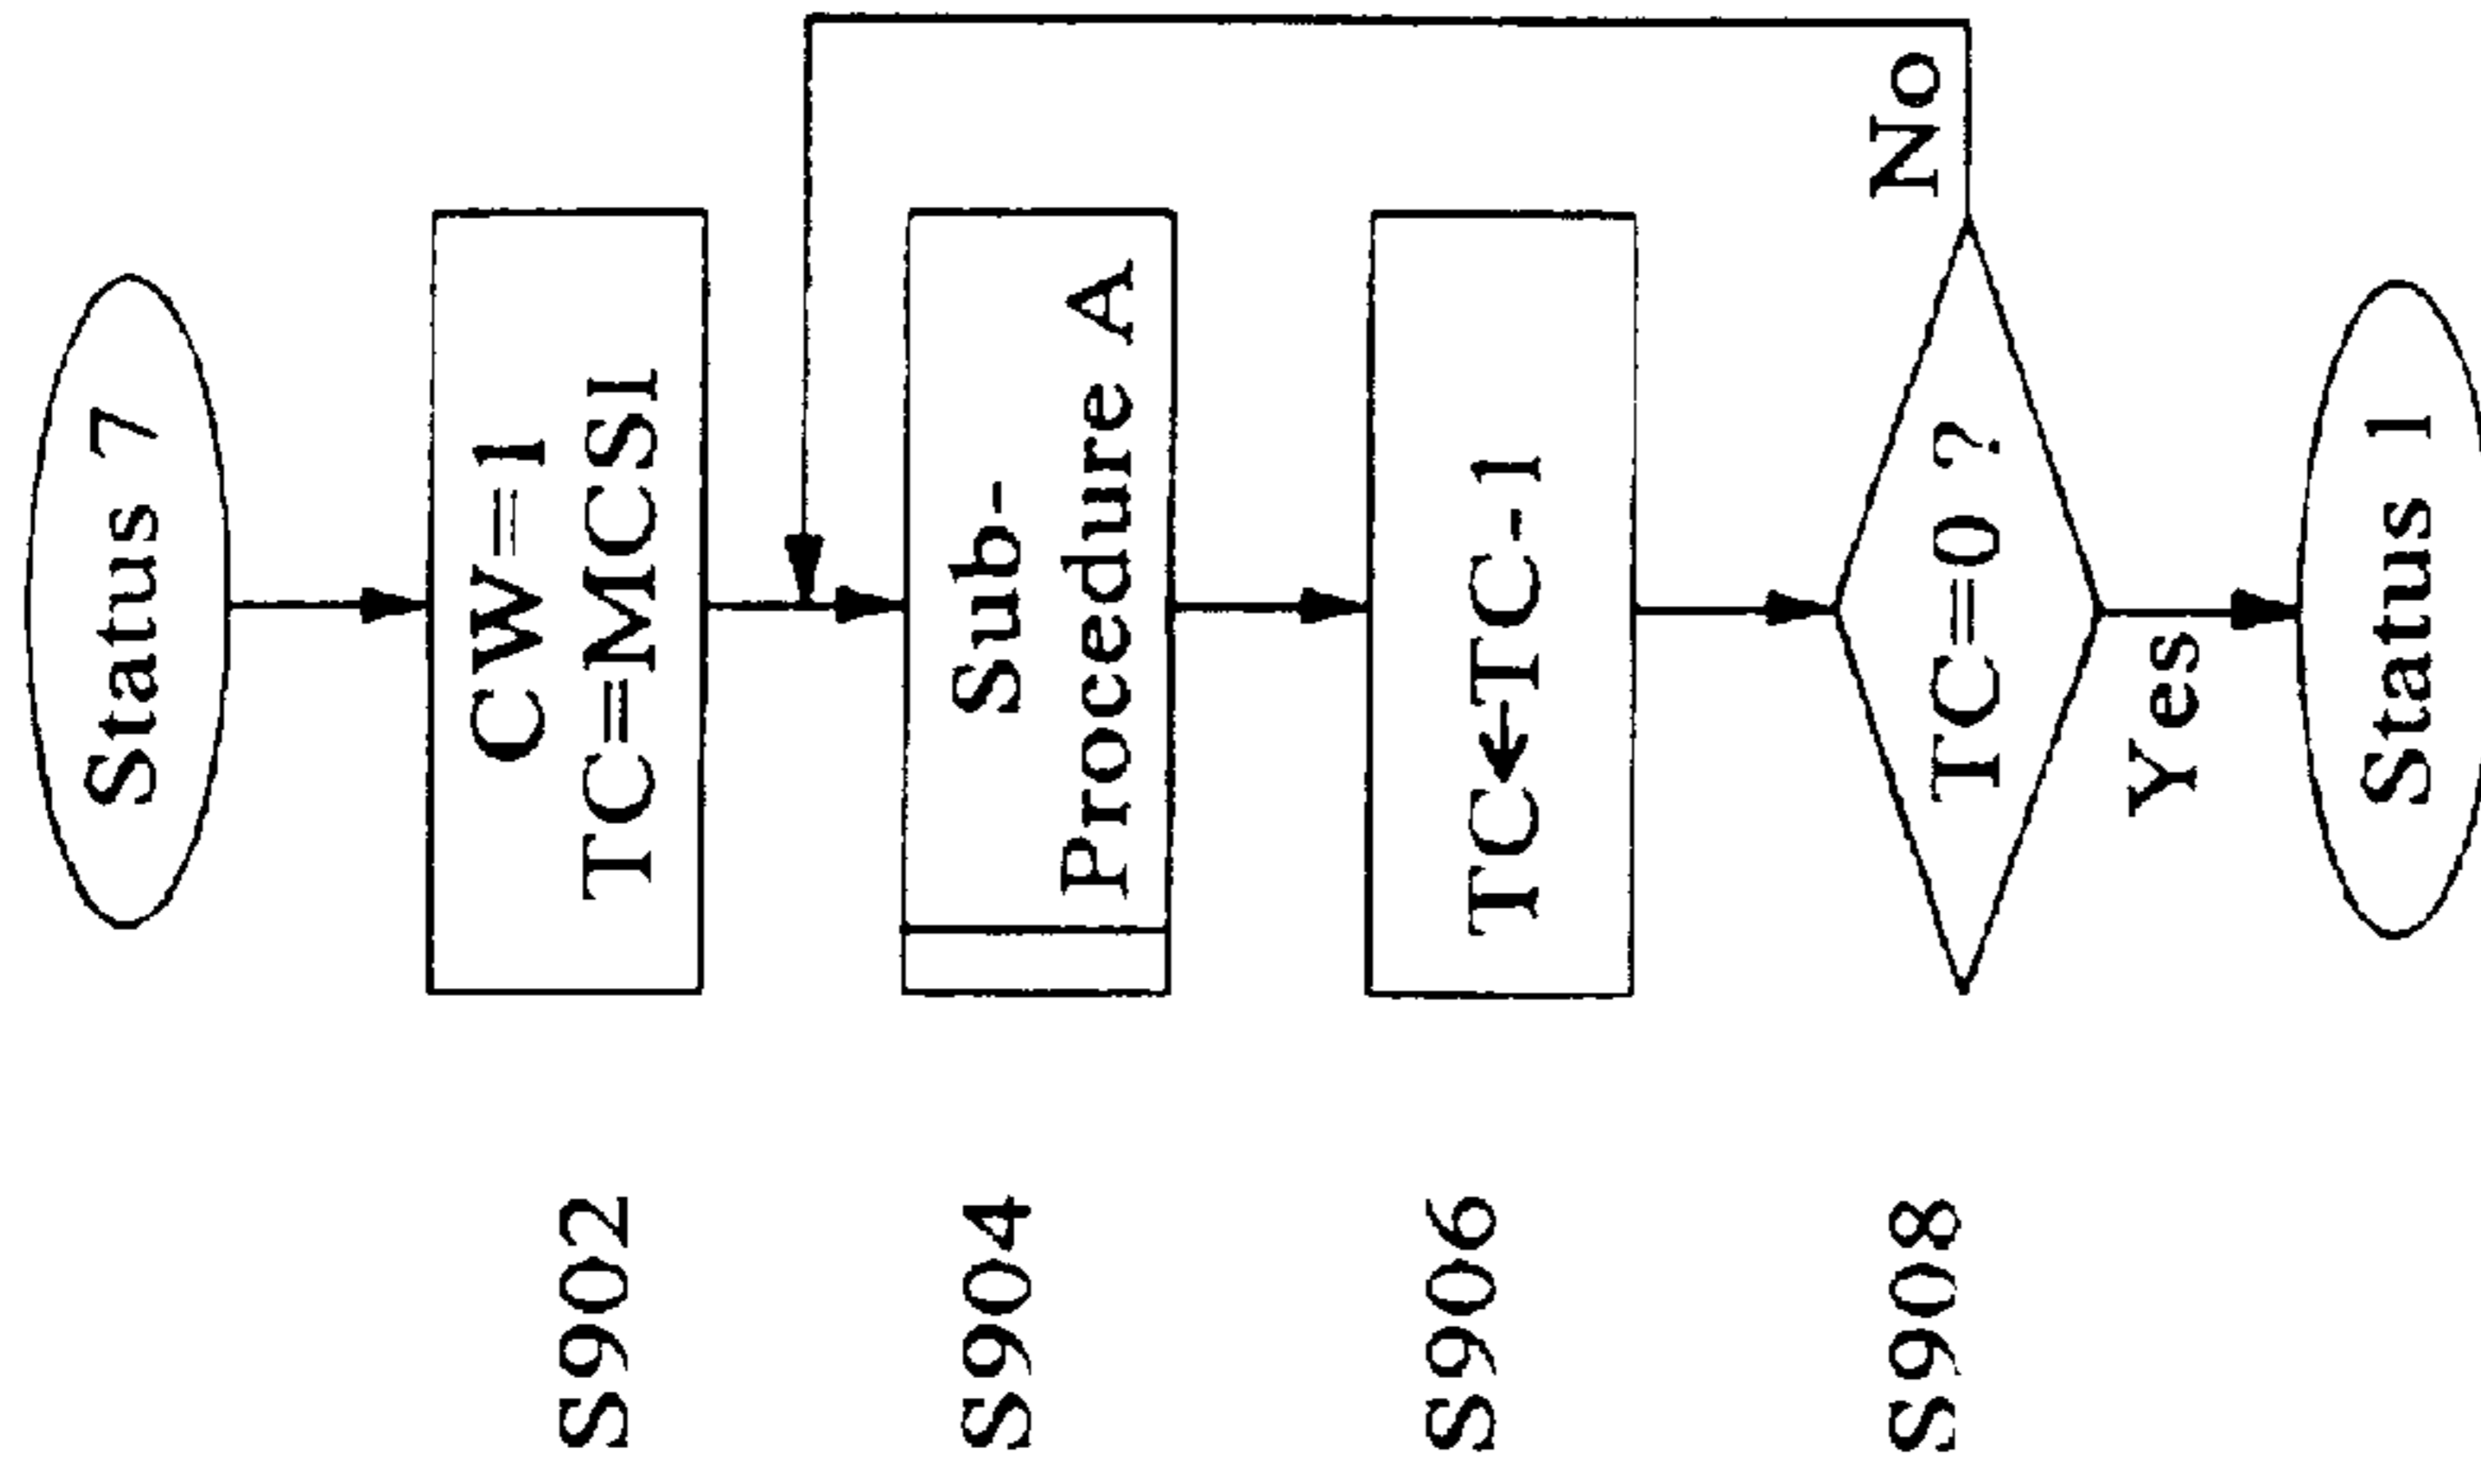 Status 7
S902
CW=1
TC=MCSI
S904
Sub-
Procedure A
S906
TC←TC-1
S908
TC=0 ?
No
Yes
Status 1